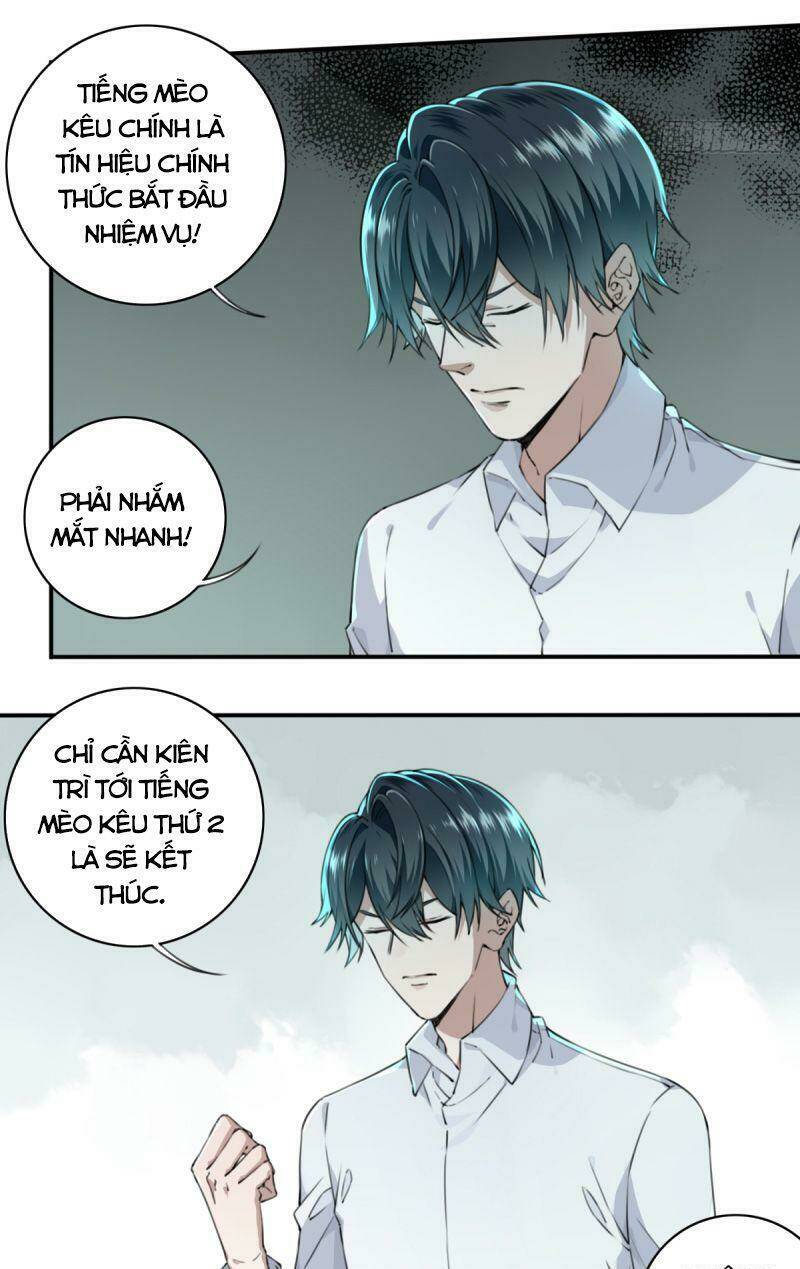 TIẾNG MÈO
KÊU CHÍNH LÀ
TÍN HIỆU CHÍNH
THỨC BẮT ĐẦU
NHIỆM VỤ!
PHẢI NHẮM
MẮT NHANH!
CHỈ CẦN KIÊN
TRÌ TỚI TIẾNG
MÈO KÊU THỨ 2
LÀ SẼ KẾT
THÚC.